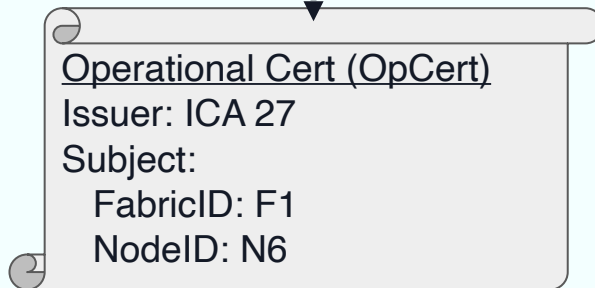 Operational Cert (OpCert)
Issuer: ICA 27
Subject:
FabricID: F1
NodeID: N6